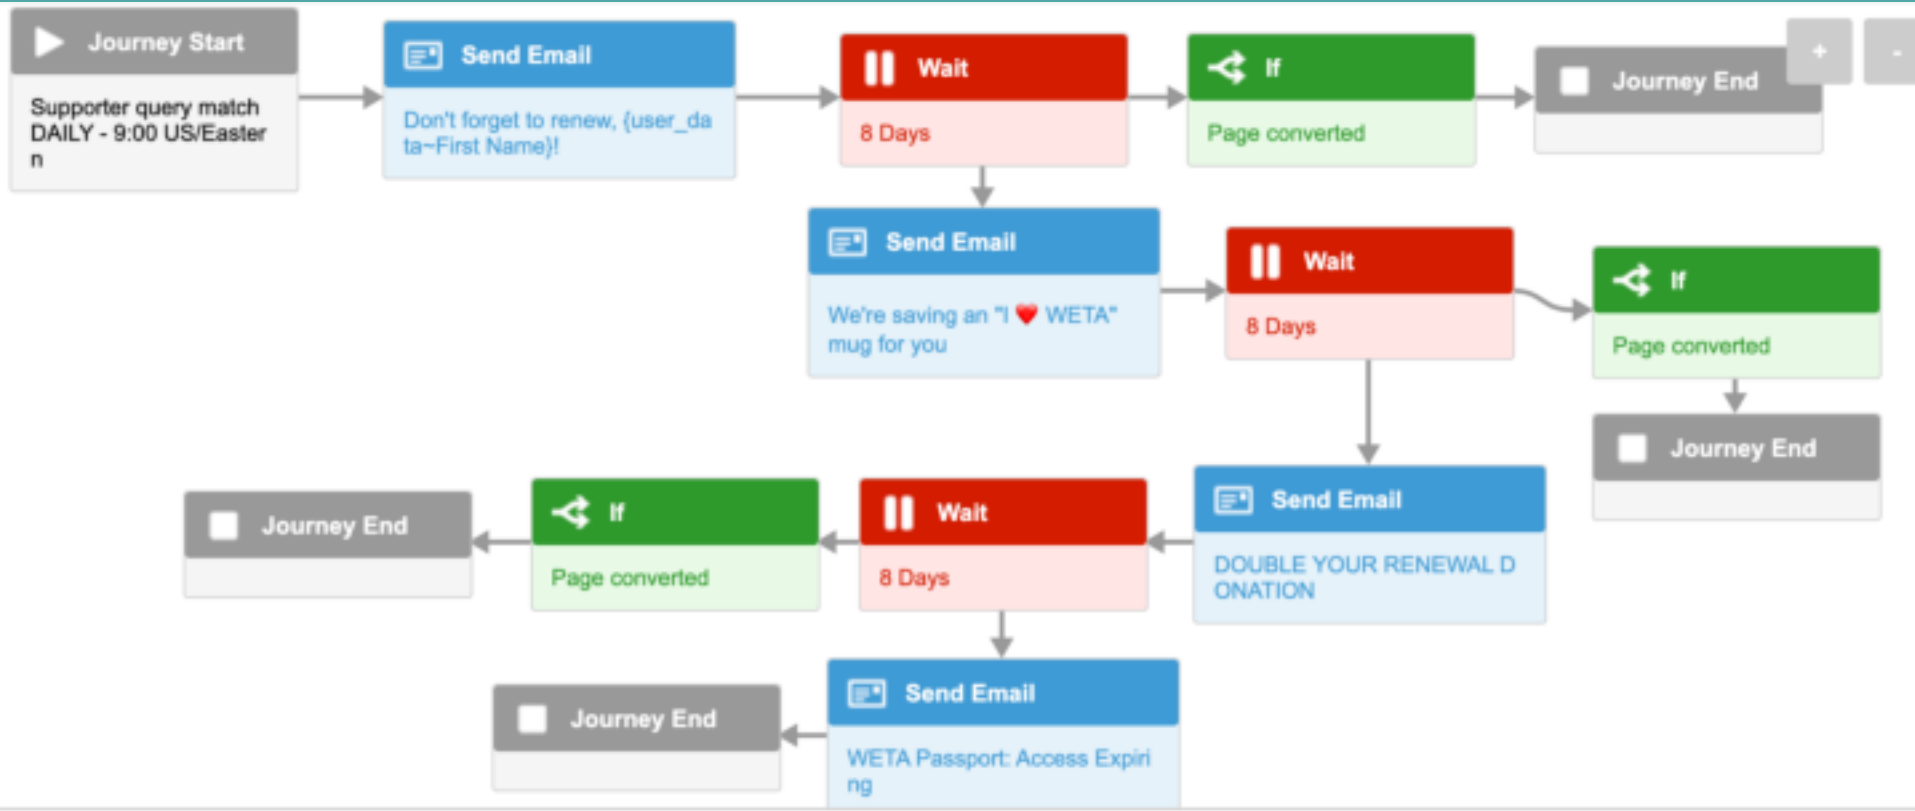 Journey Start
Supporter query match
DAILY - 9:00 US/Easter
n
Send Email
Don't forget to renew, {user_da
ta~First Name}!
Wait
8 Days
If
Page converted
Journey End
+
-
Send Email
We're saving an "I ❤️ WETA"
mug for you
Wait
8 Days
If
Page converted
Journey End
Send Email
DOUBLE YOUR RENEWAL D
ONATION
Wait
8 Days
If
Page converted
Journey End
Send Email
WETA Passport: Access Expiri
ng
Journey End